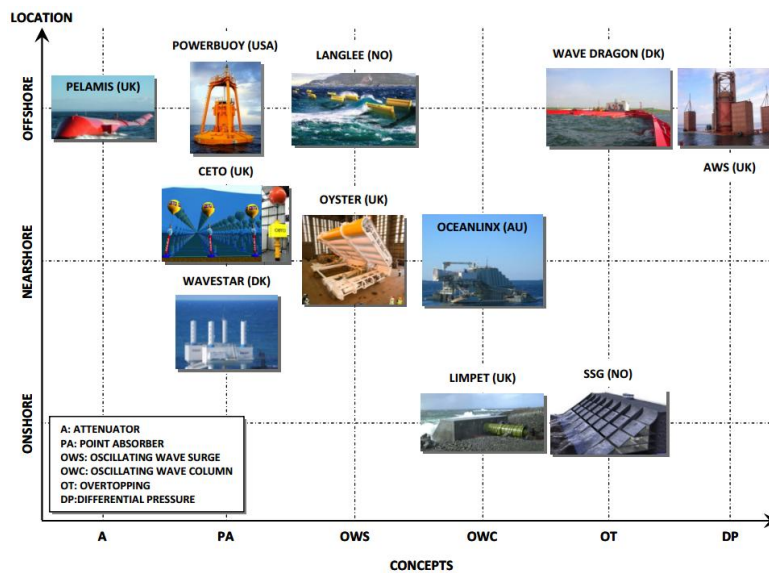 LOCATION
POWERBUOY (USA)
LANGLEE (NO)
WAVE DRAGON (DK)
PELAMIS (UK)
OFFSHORE
AWS (UK)
CETO (UK)
OYSTER (UK)
OCEANLINX (AU)
NEARSHORE
WAVESTAR (DK)
LIMPET (UK)
SSG (NO)
ONSHORE
A: ATTENUATOR
PA: POINT ABSORBER
OWS: OSCILLATING WAVE SURGE
OWC: OSCILLATING WAVE COLUMN
OT: OVERTOPPING
DP:DIFFERENTIAL PRESSURE
A PA OWS OWC OT DP
CONCEPTS